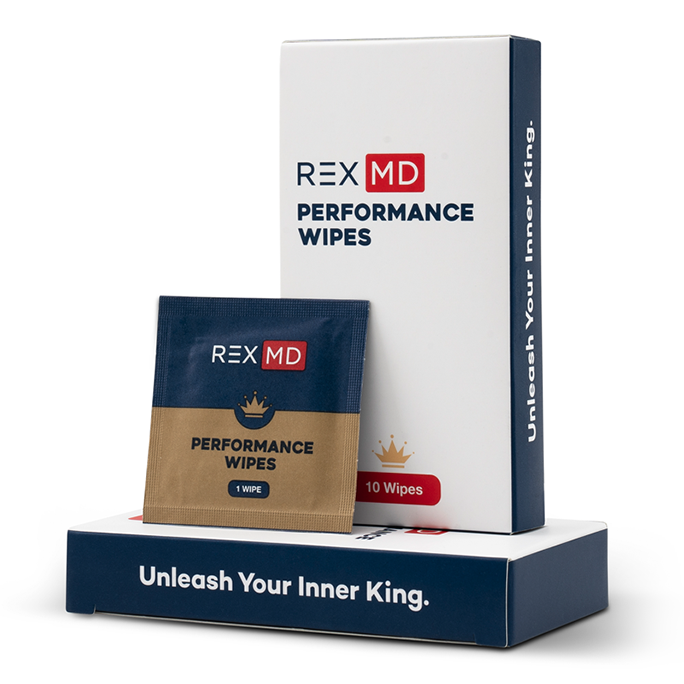 REX MD
PERFORMANCE
WIPES
10 Wipes
Unleash Your Inner King.
REX MD
PERFORMANCE
WIPES
1 WIPE
Unleash Your Inner King.